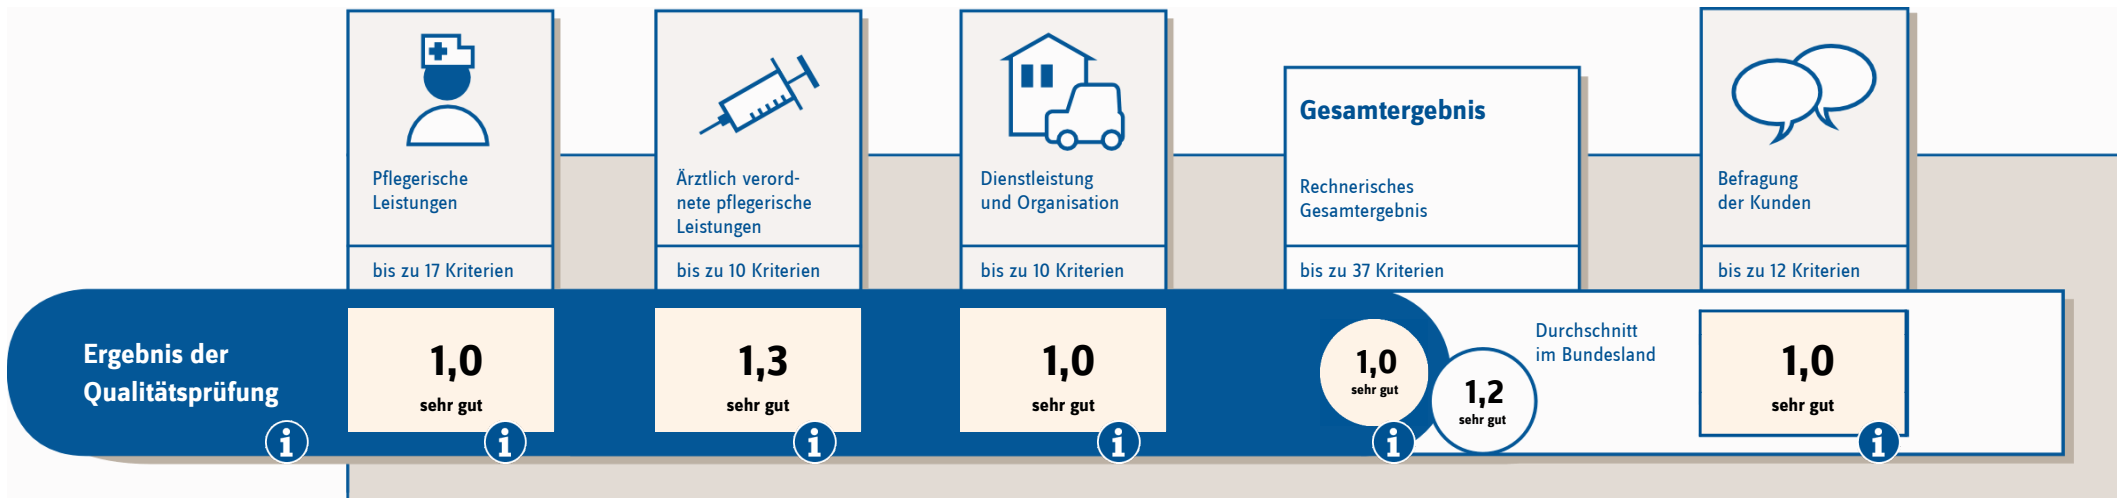 Pflegerische
Leistungen
bis zu 17 Kriterien
Ärztlich verord-
nete pflegerische
Leistungen
bis zu 10 Kriterien
Dienstleistung
und Organisation
bis zu 10 Kriterien
Gesamtergebnis
Rechnerisches
Gesamtergebnis
bis zu 37 Kriterien
Befragung
der Kunden
bis zu 12 Kriterien
Ergebnis der
Qualitätsprüfung
i
1,0
sehr gut
i
1,3
sehr gut
i
1,0
sehr gut
i
1,0
sehr gut
i
1,2
sehr gut
Durchschnitt
im Bundesland
1,0
sehr gut
i